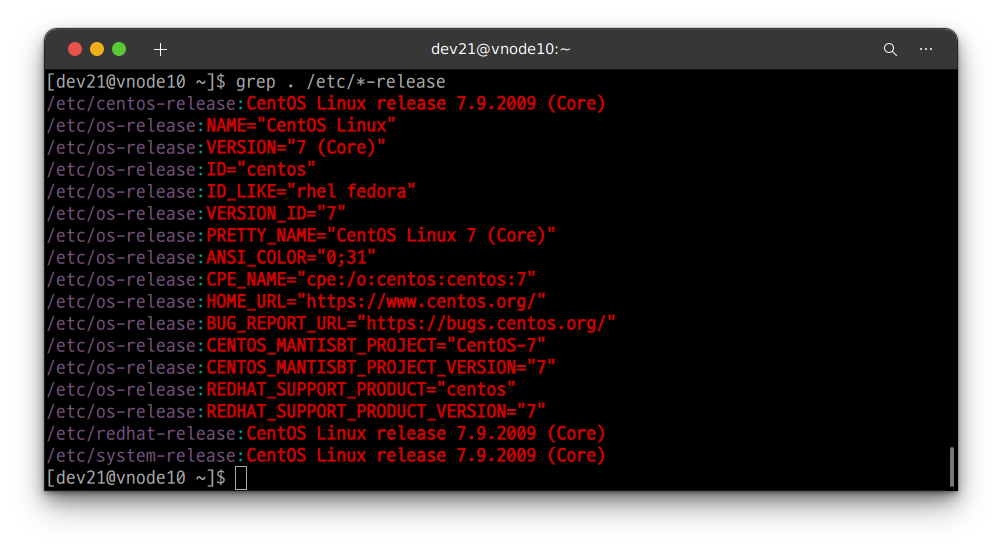 dev21@vnode10:~
[dev21@vnode10 ~]$ grep . /etc/*-release
/etc/centos-release:CentOS Linux release 7.9.2009 (Core)
/etc/os-release:NAME="CentOS Linux"
/etc/os-release:VERSION="7 (Core)"
/etc/os-release:ID="centos"
/etc/os-release:ID_LIKE="rhel fedora"
/etc/os-release:VERSION_ID="7"
/etc/os-release:PRETTY_NAME="CentOS Linux 7 (Core)"
/etc/os-release:ANSI_COLOR="0;31"
/etc/os-release:CPE_NAME="cpe:/o:centos:centos:7"
/etc/os-release:HOME_URL="https://www.centos.org/"
/etc/os-release:BUG_REPORT_URL="https://bugs.centos.org/"
/etc/os-release:CENTOS_MANTISBT_PROJECT="CentOS-7"
/etc/os-release:CENTOS_MANTISBT_PROJECT_VERSION="7"
/etc/os-release:REDHAT_SUPPORT_PRODUCT="centos"
/etc/os-release:REDHAT_SUPPORT_PRODUCT_VERSION="7"
/etc/redhat-release:CentOS Linux release 7.9.2009 (Core)
/etc/system-release:CentOS Linux release 7.9.2009 (Core)
[dev21@vnode10 ~]$